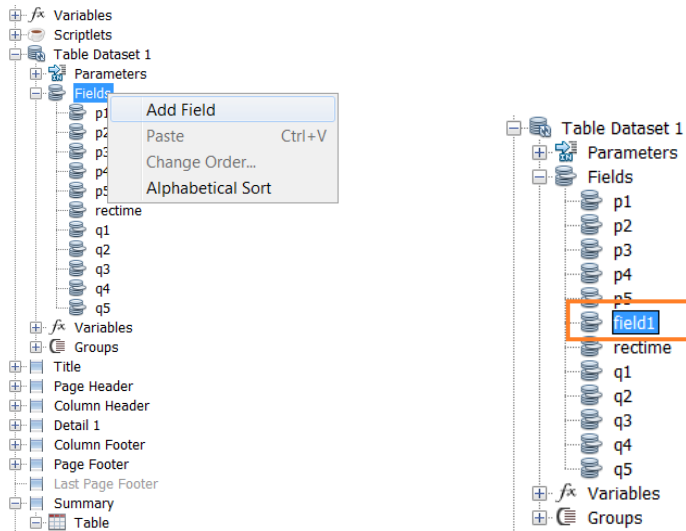 Variables
Scriptlets
Table Dataset 1
Parameters
Fields
p1
p2
p3
p4
p5
rectime
q1
q2
q3
q4
q5
Variables
Groups
Title
Page Header
Column Header
Detail 1
Column Footer
Page Footer
Last Page Footer
Summary
Table
Add Field
Paste Ctrl+V
Change Order...
Alphabetical Sort
Table Dataset 1
Parameters
Fields
p1
p2
p3
p4
p5
field1
rectime
q1
q2
q3
q4
q5
Variables
Groups